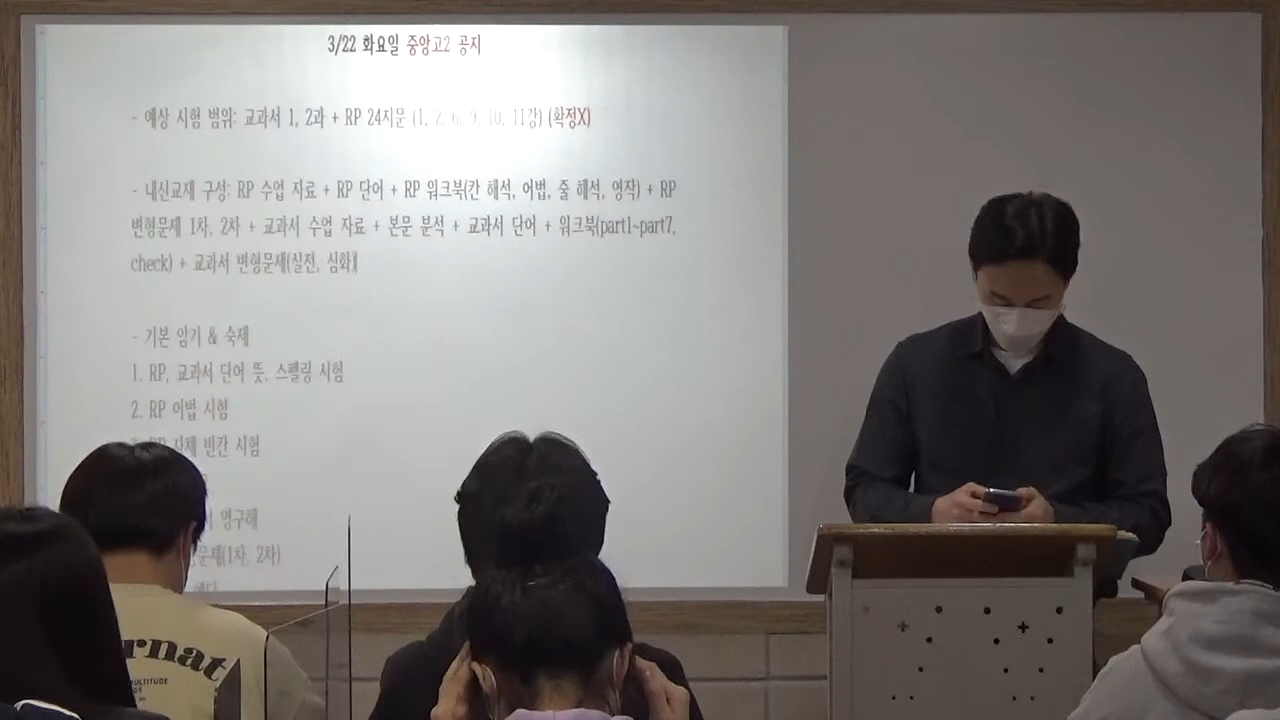 3/22 화요일 중앙고2 공지
- 예상 시험 범위: 교과서 1, 2과 + RP 24지문 (1, 2, 6, 9, 10, 11강) (확정X)
- 내신교재 구성: RP 수업 자료 + RP 단어 + RP 워크북(칸 해석, 어법, 줄 해석, 영작) + RP
변형문제 1차, 2차 + 교과서 수업 자료 + 본문 분석 + 교과서 단어 + 워크북(part1~part7,
check) + 교과서 변형문제(실전, 심화)
- 기본 암기 & 숙제
1. RP, 교과서 단어 뜻, 스펠링 시험
2. RP 어법 시험
RP 자체 빈칸 시험
영구해
문제(1차, 2차)
rnat
MULTITUDE